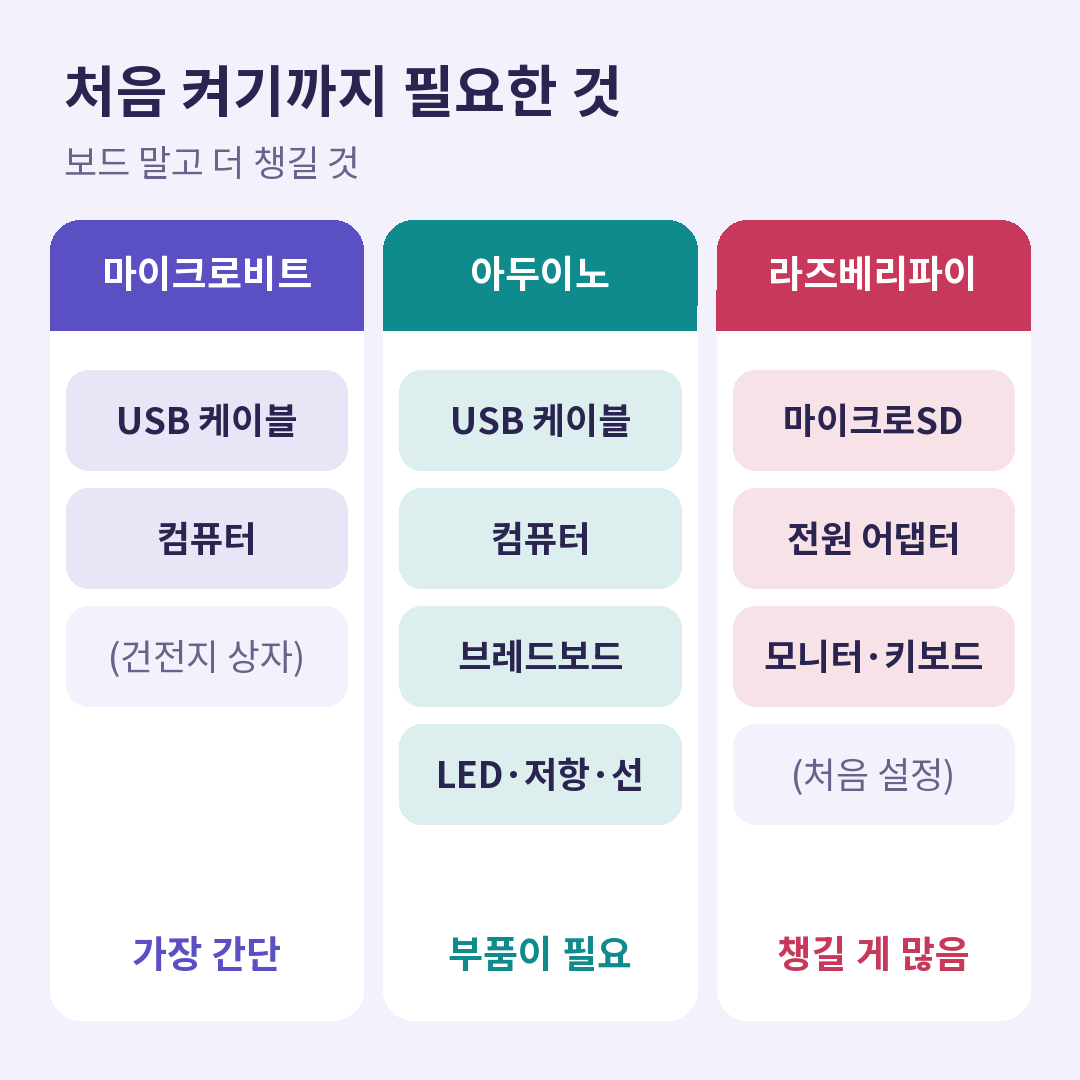 처음 켜기까지 필요한 것
보드 말고 더 챙길 것
마이크로비트
USB 케이블
컴퓨터
(건전지 상자)
가장 간단
아두이노
USB 케이블
컴퓨터
브레드보드
LED·저항·선
부품이 필요
라즈베리파이
마이크로SD
전원 어댑터
모니터·키보드
(처음 설정)
챙길 게 많음